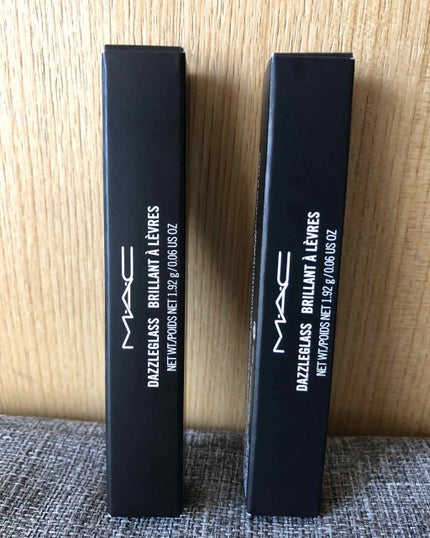 MAC
DAZZLEGLASS BRILLANT À LÈVRES
NET WT./POIDS NET 1.92 g/0.06 US OZ
MAC
DAZZLEGLASS BRILLANT À LÈVRES
NET WT./POIDS NET 1.92 g/0.06 US OZ